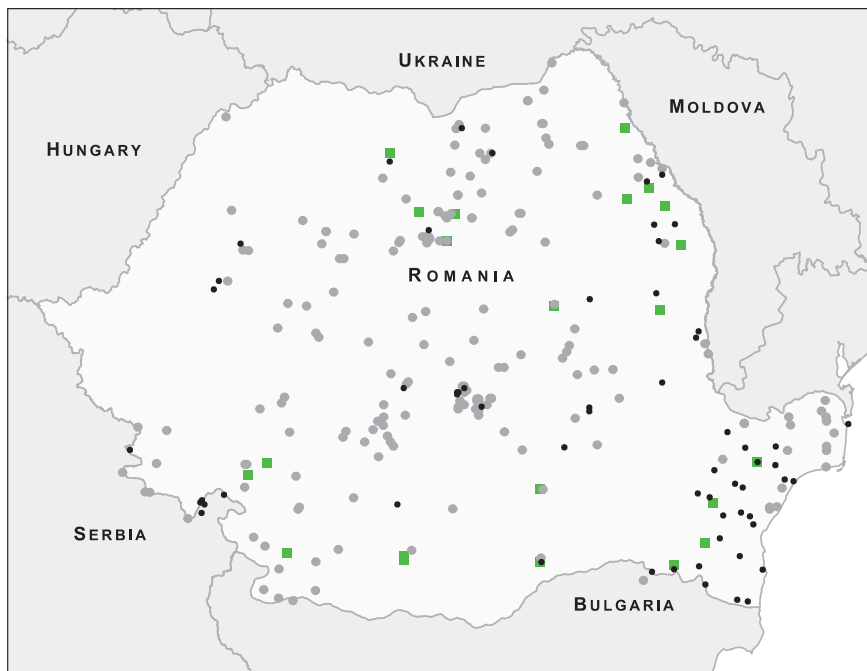 UKRAINE
MOLDOVA
HUNGARY
ROMANIA
SERBIA
BULGARIA